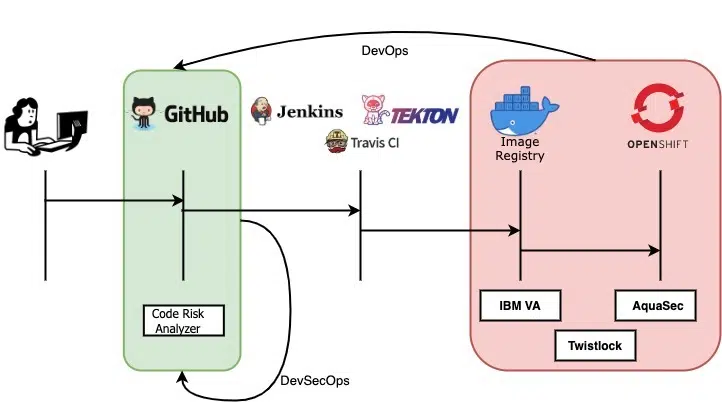 DevOps
GitHub
Jenkins
TEKTON
Travis CI
Image
Registry
OPENSHIFT
Code Risk
Analyzer
IBM VA
AquaSec
Twistlock
DevSecOps